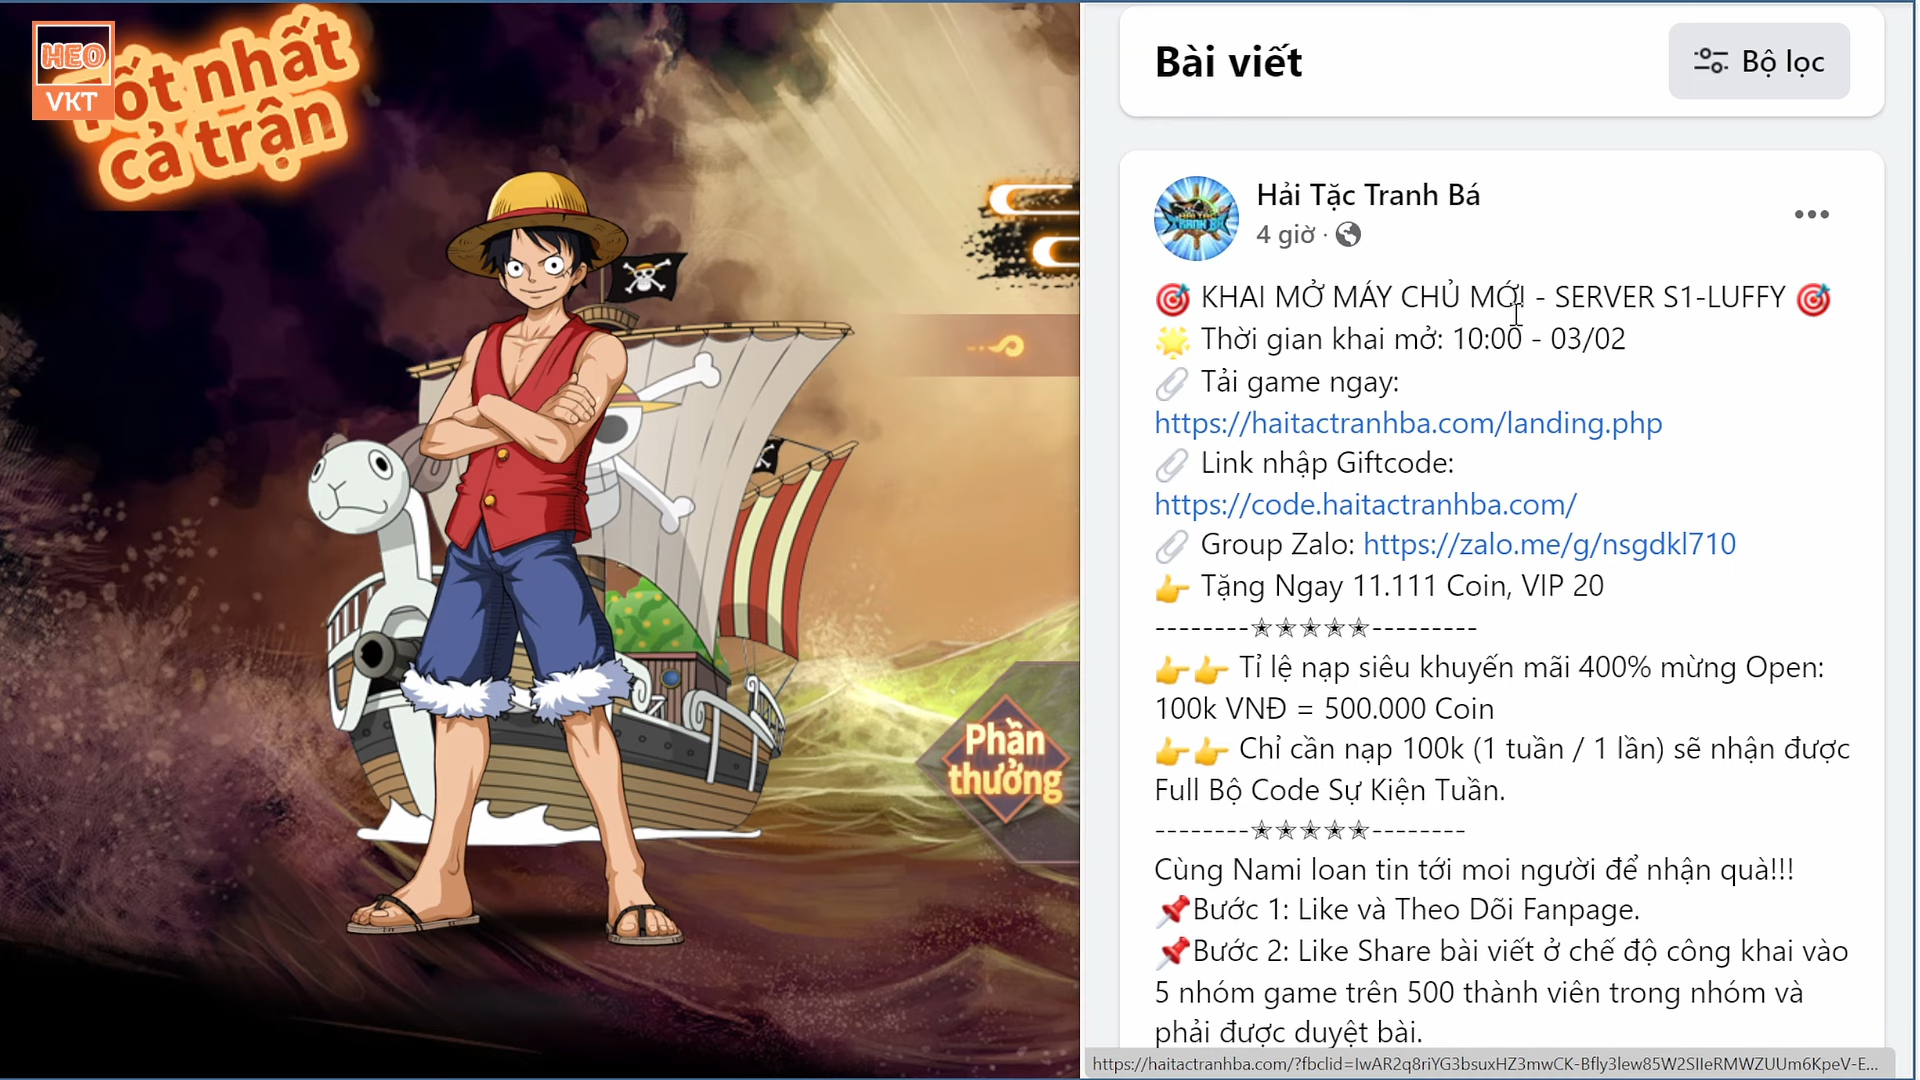 HEO
VKT
Tốt nhất
cả trận
Phần
thưởng
Bài viết
Bộ lọc
Hải Tặc Tranh Bá
4 giờ ·
🎯 KHAI MỞ MÁY CHỦ MỚI - SERVER S1-LUFFY 🎯
🌟 Thời gian khai mở: 10:00 - 03/02
📎 Tải game ngay:
https://haitactranhba.com/landing.php
📎 Link nhập Giftcode:
https://code.haitactranhba.com/
📎 Group Zalo: https://zalo.me/g/nsgdkl710
👉 Tặng Ngay 11.111 Coin, VIP 20
--------✭✭✭✭✭---------
👉👉 Tỉ lệ nạp siêu khuyến mãi 400% mừng Open:
100k VNĐ = 500.000 Coin
👉👉 Chỉ cần nạp 100k (1 tuần / 1 lần) sẽ nhận được
Full Bộ Code Sự Kiện Tuần.
--------✭✭✭✭✭--------
Cùng Nami loan tin tới moi người để nhận quà!!!
📌Bước 1: Like và Theo Dõi Fanpage.
📌Bước 2: Like Share bài viết ở chế độ công khai vào
5 nhóm game trên 500 thành viên trong nhóm và
phải được duyệt bài.